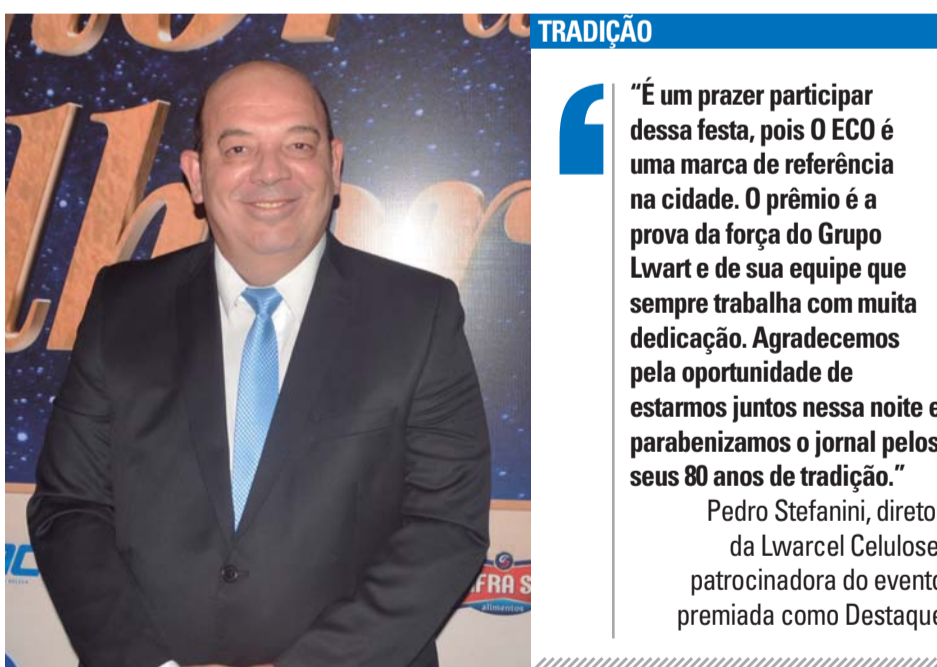 TRADIÇÃO
“É um prazer participar
dessa festa, pois O ECO é
uma marca de referência
na cidade. O prêmio é a
prova da força do Grupo
Lwart e de sua equipe que
sempre trabalha com muita
dedicação. Agradecemos
pela oportunidade de
estarmos juntos nessa noite e
parabenizamos o jornal pelos
seus 80 anos de tradição.”
Pedro Stefanini, direto
da Lwarcel Celulose
patrocinadora do evento
premiada como Destaque
FRA S
alimentos